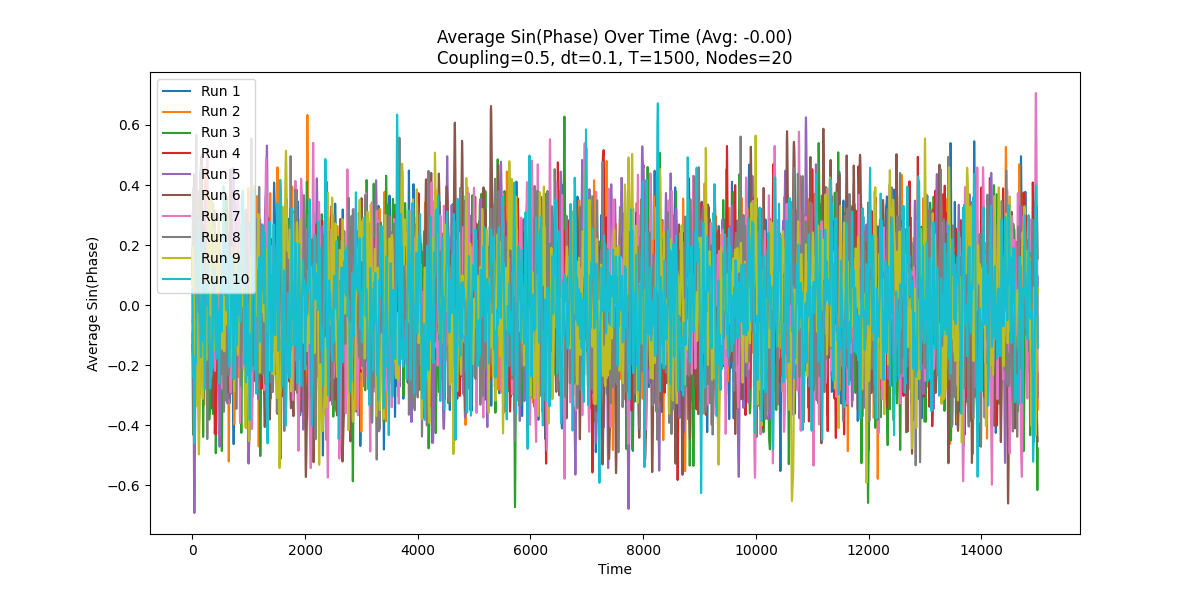 Average Sin(Phase) Over Time (Avg: -0.00)
Coupling=0.5, dt=0.1, T=1500, Nodes=20
Run 1
Run 2
Run 3
Run 4
Run 5
Run 6
Run 7
Run 8
Run 9
Run 10
Average Sin(Phase)
0.6
0.4
0.2
0.0
−0.2
−0.4
−0.6
0
2000
4000
6000
8000
10000
12000
14000
Time